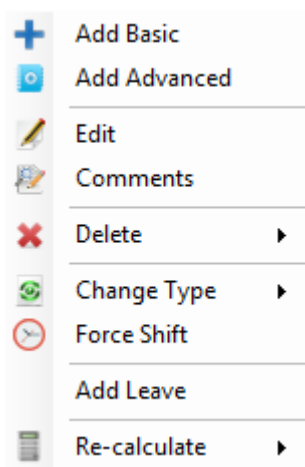 Add Basic
Add Advanced
Edit
Comments
Delete
Change Type
Force Shift
Add Leave
Re-calculate